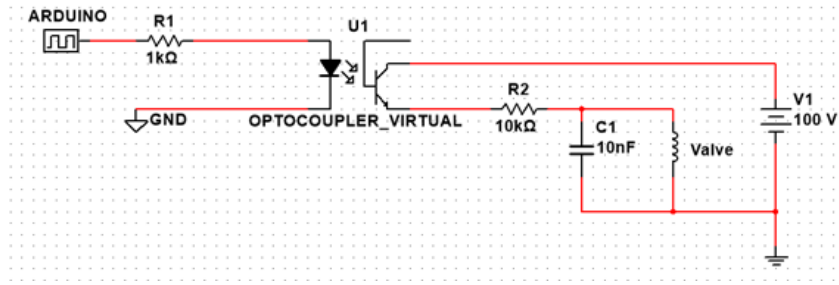 ARDUINO
R1
1kΩ
U1
GND
OPTOCOUPLER_VIRTUAL
R2
10kΩ
C1
10nF
Valve
V1
100 V